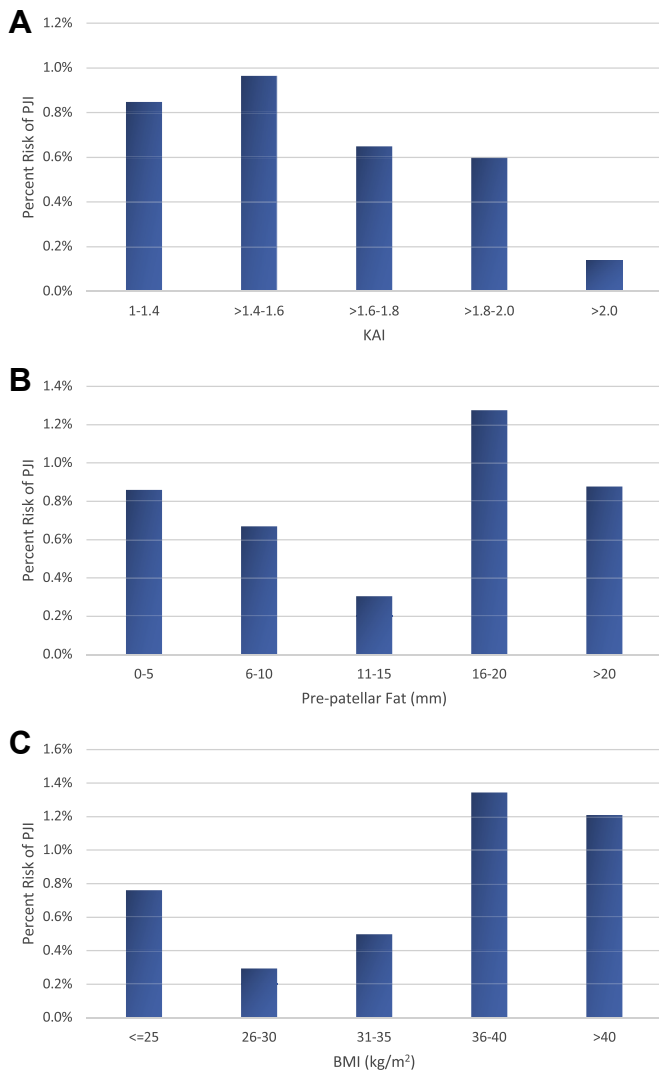 A
1.2%
1.0%
0.8%
0.6%
0.4%
0.2%
0.0%
Percent Risk of PJI
1-1.4 >1.4-1.6 >1.6-1.8 >1.8-2.0 >2.0
KAI
B
1.4%
1.2%
1.0%
0.8%
0.6%
0.4%
0.2%
0.0%
Percent Risk of PJI
0-5 6-10 11-15 16-20 >20
Pre-patellar Fat (mm)
C
1.6%
1.4%
1.2%
1.0%
0.8%
0.6%
0.4%
0.2%
0.0%
Percent Risk of PJI
<=25 26-30 31-35 36-40 >40
BMI (kg/m²)